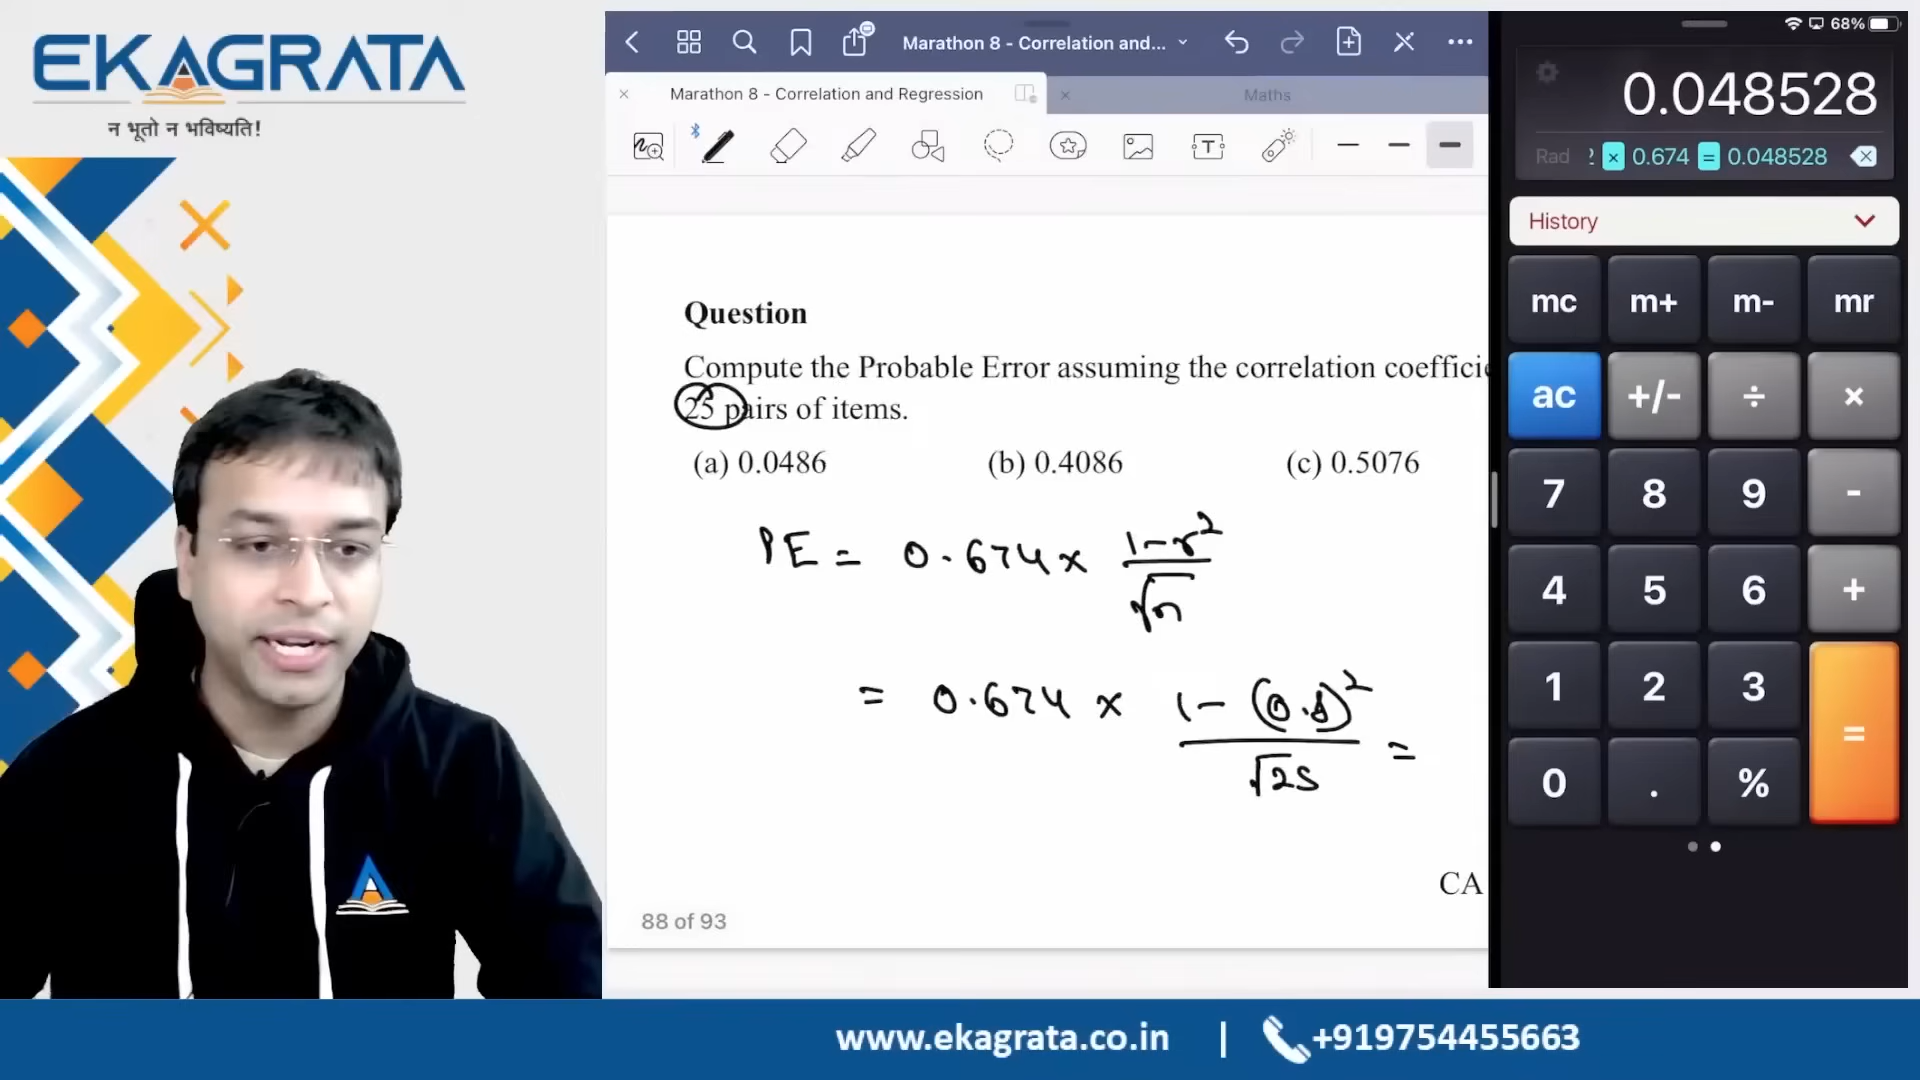 EKAGRATA
न भूतो न भविष्यति!
Marathon 8 - Correlation and...
Marathon 8 - Correlation and Regression
Maths
Question
Compute the Probable Error assuming the correlation coeffici
25 pairs of items.
(a) 0.0486 (b) 0.4086 (c) 0.5076
PE = 0.674 × 1-r² / √n
= 0.674 × 1 - (0.8)² / √25 =
CA
88 of 93
68%
0.048528
Rad 2 × 0.674 = 0.048528
History
mc m+ m- mr
ac +/- ÷ ×
7 8 9 -
4 5 6 +
1 2 3 =
0 . %
www.ekagrata.co.in | +919754455663